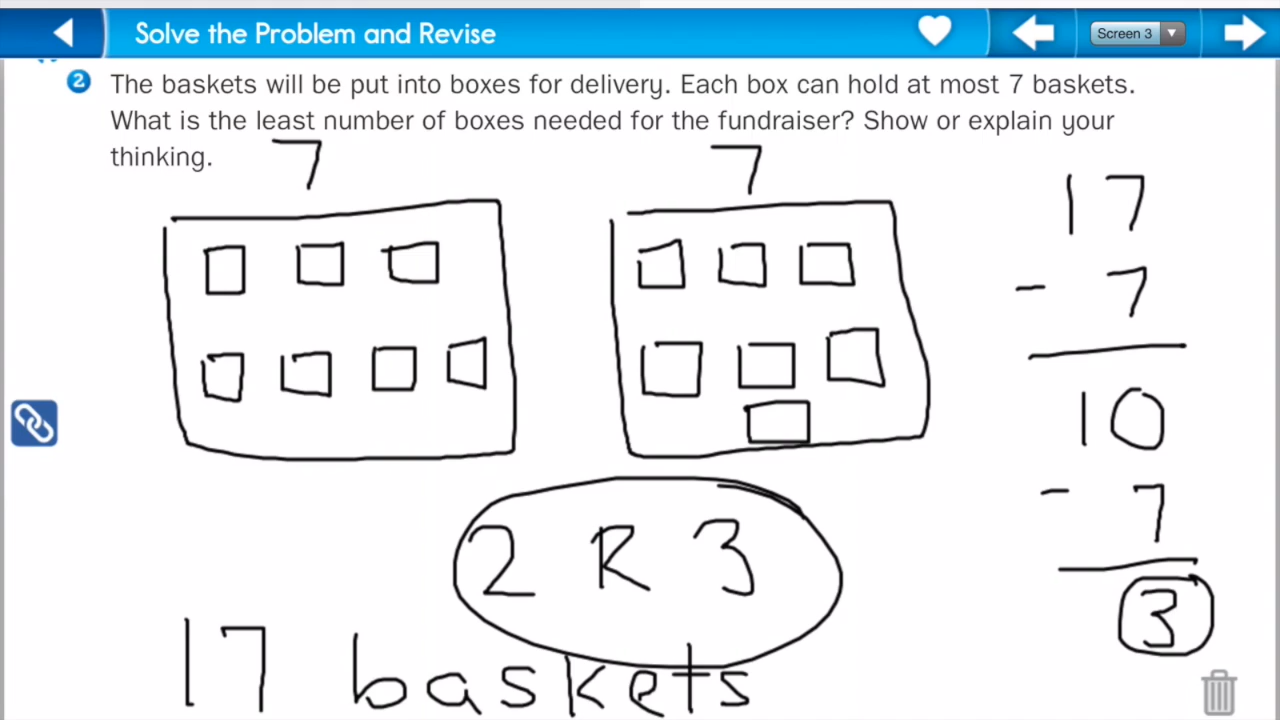 Solve the Problem and Revise
Screen 3
2 The baskets will be put into boxes for delivery. Each box can hold at most 7 baskets.
What is the least number of boxes needed for the fundraiser? Show or explain your
thinking.
7
7
17
- 7
10
- 7
3
2 R 3
17 baskets